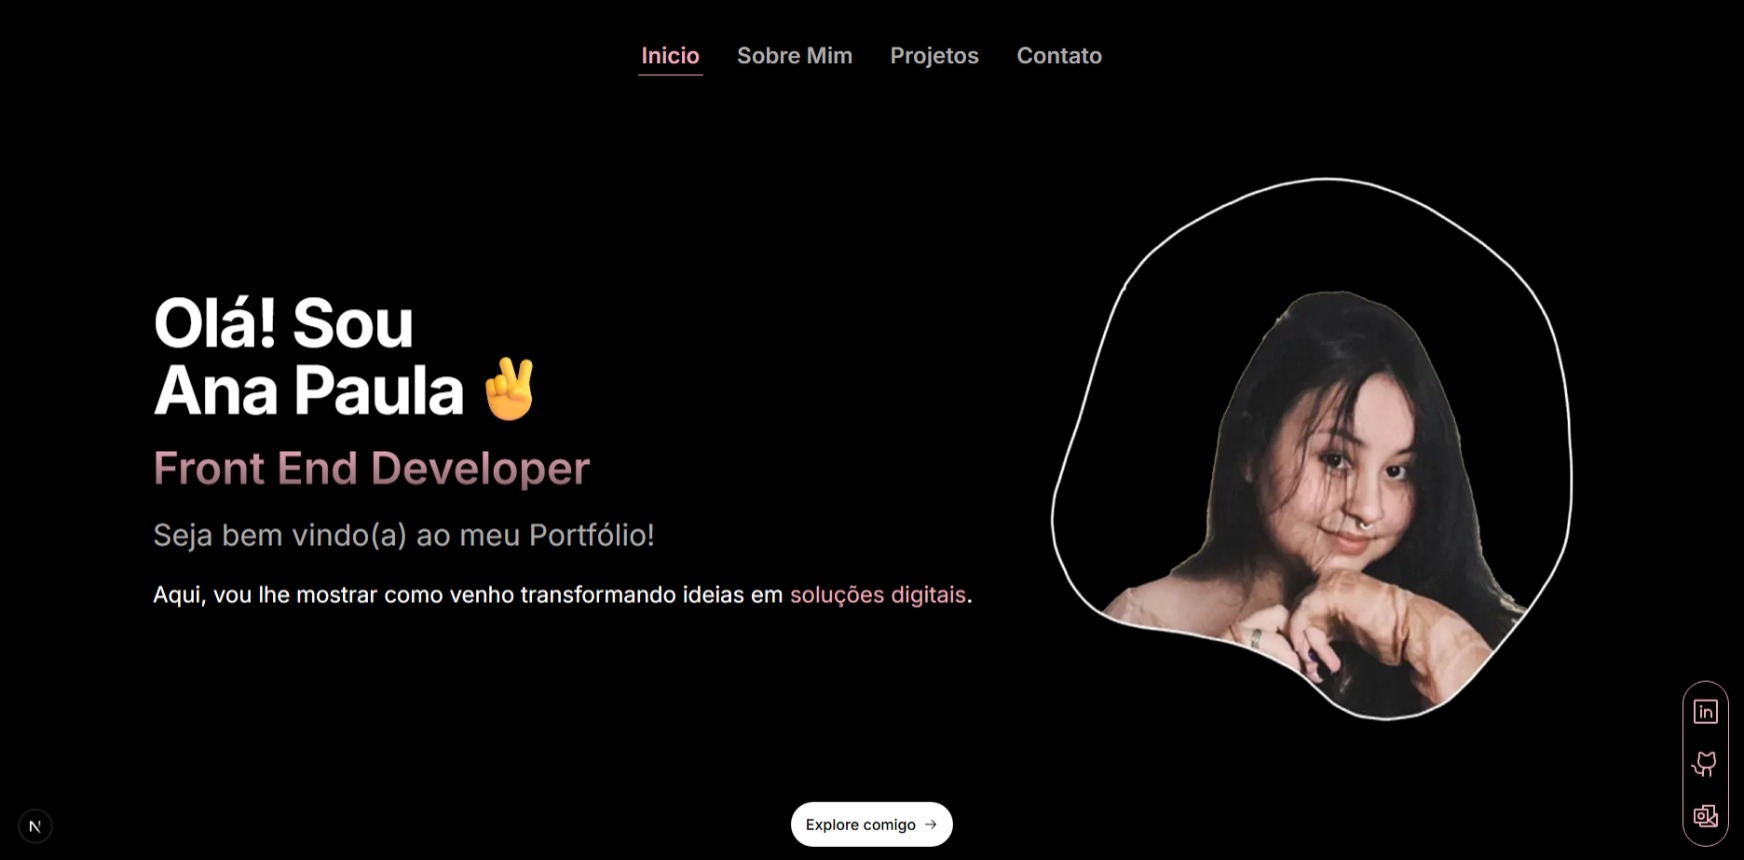 Inicio Sobre Mim Projetos Contato
Olá! Sou
Ana Paula ✌
Front End Developer
Seja bem vindo(a) ao meu Portfólio!
Aqui, vou lhe mostrar como venho transformando ideias em soluções digitais.
in
N
Explore comigo →